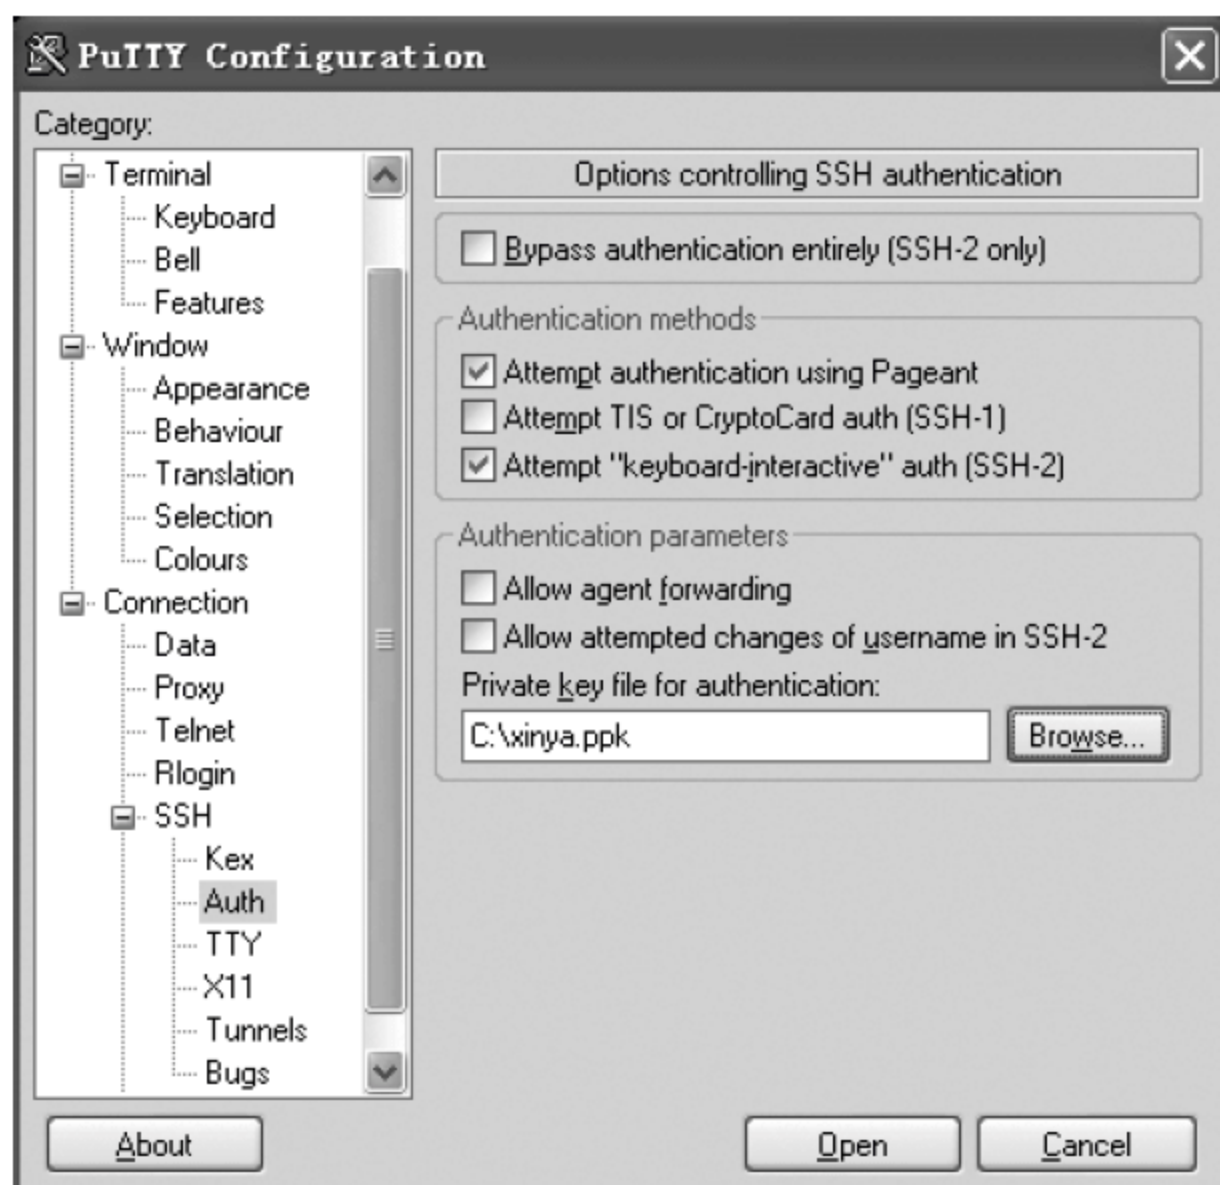 PuTTY Configuration
Category:
Terminal
Keyboard
Bell
Features
Window
Appearance
Behaviour
Translation
Selection
Colours
Connection
Data
Proxy
Telnet
Rlogin
SSH
Kex
Auth
TTY
X11
Tunnels
Bugs
Options controlling SSH authentication
Bypass authentication entirely (SSH-2 only)
Authentication methods
Attempt authentication using Pageant
Attempt TIS or CryptoCard auth (SSH-1)
Attempt "keyboard-interactive" auth (SSH-2)
Authentication parameters
Allow agent forwarding
Allow attempted changes of username in SSH-2
Private key file for authentication:
C:\xinya.ppk
Browse...
About
Open
Cancel